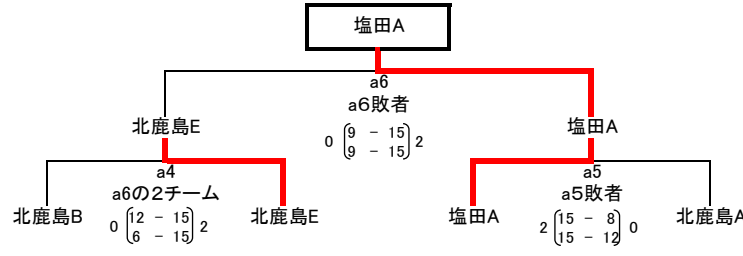 塩田A
a6
a6敗者
北鹿島E
塩田A
0 9 - 15 2
9 - 15
a4
a5
a6の2チーム
a5敗者
北鹿島B
0 12 - 15 2
6 - 15
北鹿島E
塩田A
2 15 - 8 0
15 - 12
北鹿島A